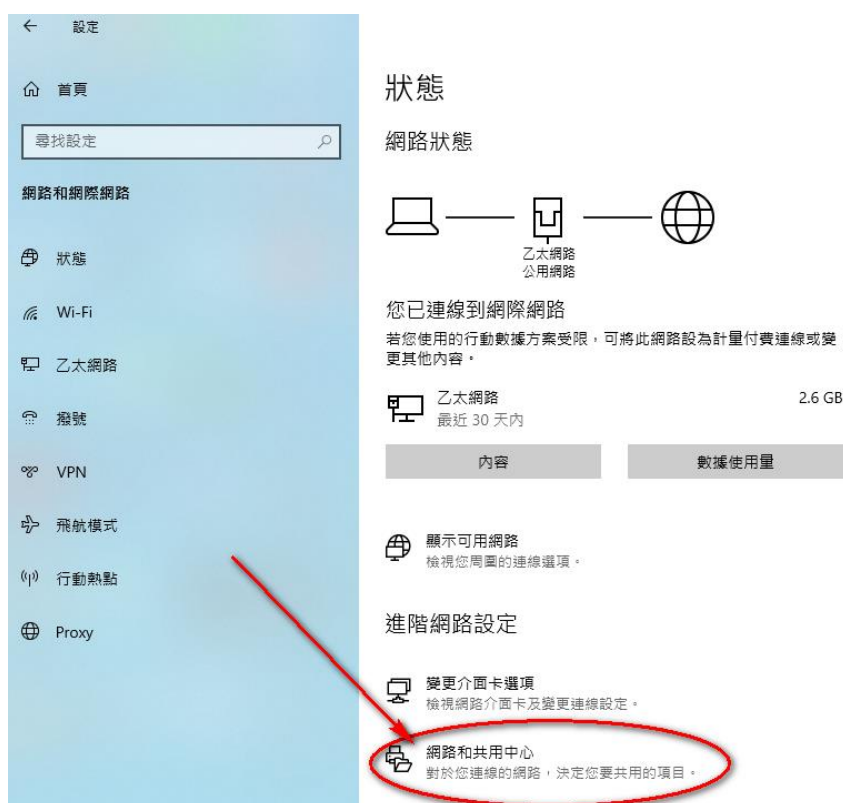 設定
首頁
尋找設定
網路和網際網路
狀態
Wi-Fi
乙太網路
撥號
VPN
飛航模式
行動熱點
Proxy
狀態
網路狀態
乙太網路
公用網路
您已連線到網際網路
若您使用的行動數據方案受限，可將此網路設為計量付費連線或變
更其他內容。
乙太網路 2.6 GB
最近 30 天內
內容 數據使用量
顯示可用網路
檢視您周圍的連線選項。
進階網路設定
變更介面卡選項
檢視網路介面卡及變更連線設定。
網路和共用中心
對於您連線的網路，決定您要共用的項目。